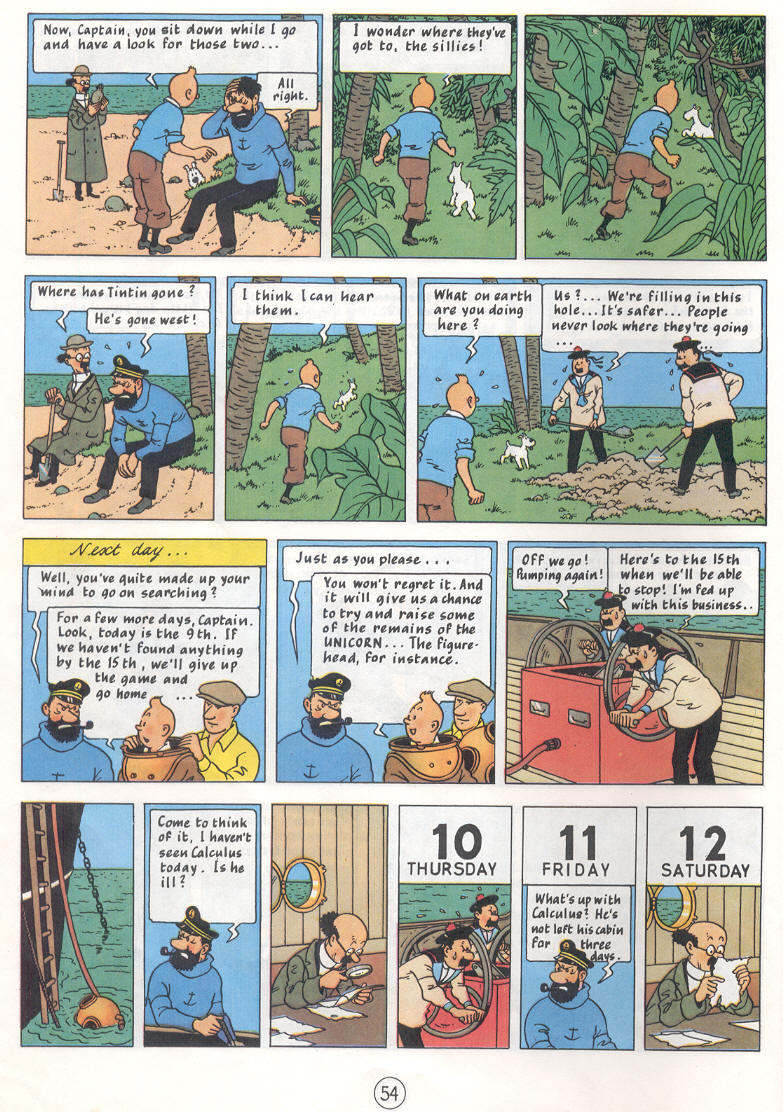 Now, Captain, you sit down while I go
and have a look for those two...
All
right.
I wonder where they've
got to, the sillies!
Where has Tintin gone?
He's gone west!
I think I can hear
them.
What on earth
are you doing
here?
Us?... We're filling in this
hole...It's safer... People
never look where they're going
...
...
Next day...
Well, you've quite made up your
mind to go on searching?
For a few more days, Captain.
Look, today is the 9th. If
we haven't found anything
by the 15th, we'll give up
the game and
go home ...
Just as you please...
You won't regret it. And
it will give us a chance
to try and raise some
of the remains of the
UNICORN... The figure-
head, for instance.
Off we go!
Pumping again!
Here's to the 15th
when we'll be able
to stop! I'm fed up
with this business..
Come to think
of it, I haven't
seen Calculus
today. Is he
ill?
10
THURSDAY
11
FRIDAY
What's up with
Calculus? He's
not left his cabin
for three
days.
12
SATURDAY
54